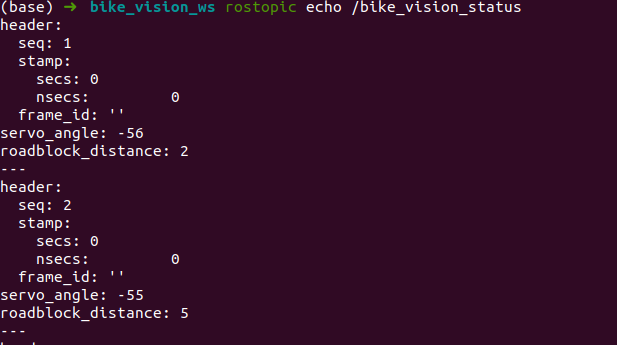 (base) ➜ bike_vision_ws rostopic echo /bike_vision_status
header:
  seq: 1
  stamp:
    secs: 0
    nsecs:         0
  frame_id: ''
servo_angle: -56
roadblock_distance: 2
---
header:
  seq: 2
  stamp:
    secs: 0
    nsecs:         0
  frame_id: ''
servo_angle: -55
roadblock_distance: 5
---